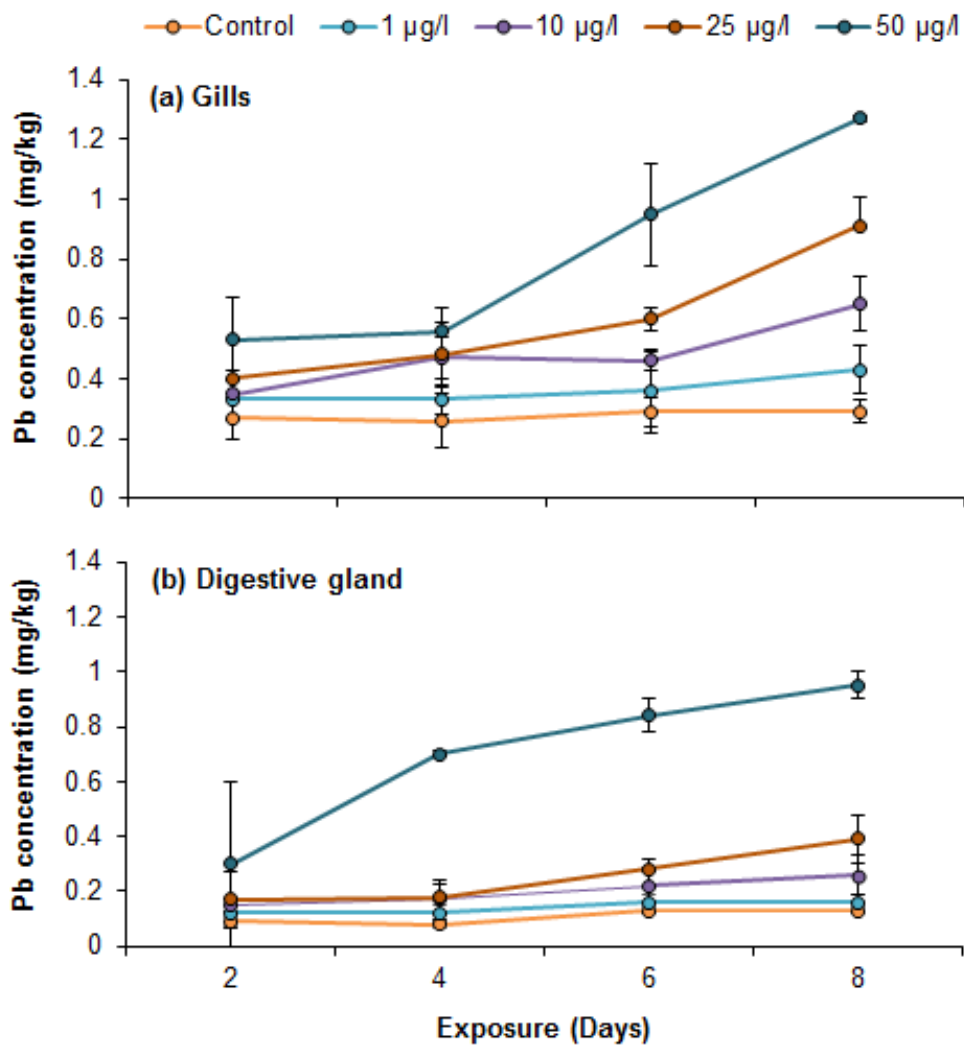 Control 1 µg/l 10 µg/l 25 µg/l 50 µg/l
(a) Gills
Pb concentration (mg/kg)
1.4
1.2
1
0.8
0.6
0.4
0.2
0
(b) Digestive gland
Pb concentration (mg/kg)
1.4
1.2
1
0.8
0.6
0.4
0.2
0
2 4 6 8
Exposure (Days)